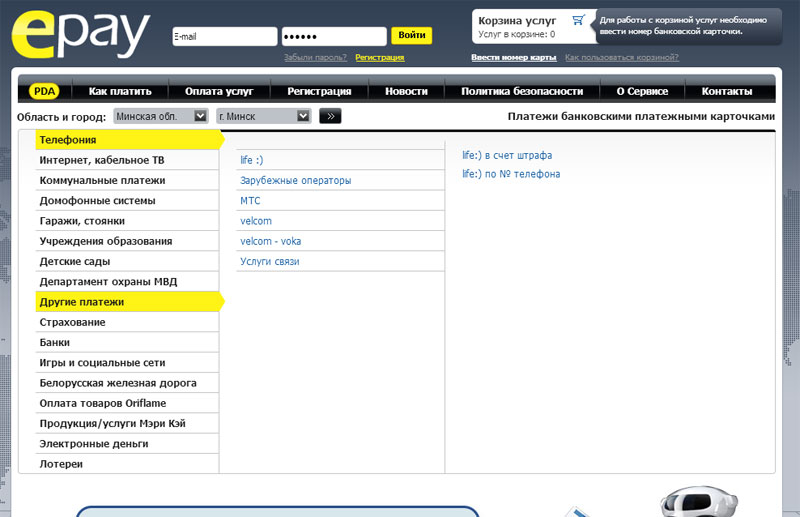 epay
E-mail
••••••
Войти
Забыли пароль? Регистрация
Корзина услуг
Услуг в корзине: 0
Для работы с корзиной услуг необходимо
ввести номер банковской карточки.
Ввести номер карты Как пользоваться корзиной?
PDA Как платить Оплата услуг Регистрация Новости Политика безопасности О Сервисе Контакты
Область и город: Минская обл. г. Минск »
Платежи банковскими платежными карточками
Телефония
Интернет, кабельное ТВ
Коммунальные платежи
Домофонные системы
Гаражи, стоянки
Учреждения образования
Детские сады
Департамент охраны МВД
Другие платежи
Страхование
Банки
Игры и социальные сети
Белорусская железная дорога
Оплата товаров Oriflame
Продукция/услуги Мэри Кэй
Электронные деньги
Лотереи
life :)
Зарубежные операторы
МТС
velcom
velcom - voka
Услуги связи
life:) в счет штрафа
life:) по № телефона